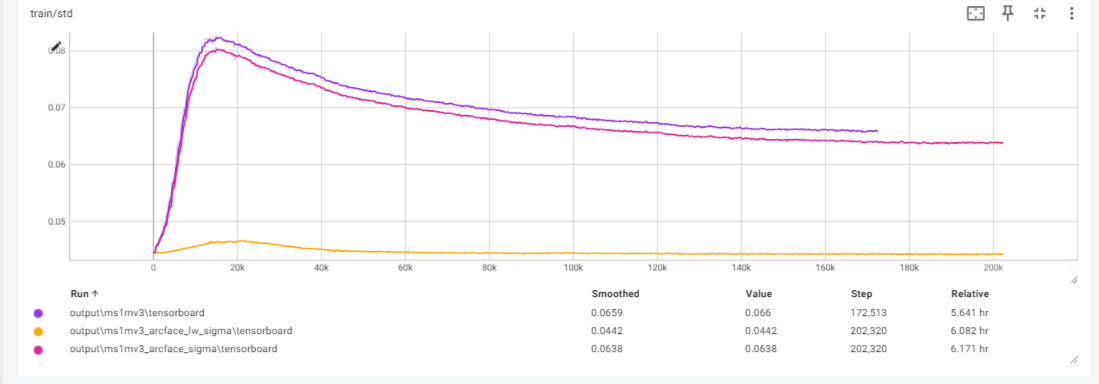 train/std
0.08
0.07
0.06
0.05
0 20k 40k 60k 80k 100k 120k 140k 160k 180k 200k
Run ↑ Smoothed Value Step Relative
output\ms1mv3\tensorboard 0.0659 0.066 172,513 5.641 hr
output\ms1mv3_arcface_lw_sigma\tensorboard 0.0442 0.0442 202,320 6.082 hr
output\ms1mv3_arcface_sigma\tensorboard 0.0638 0.0638 202,320 6.171 hr